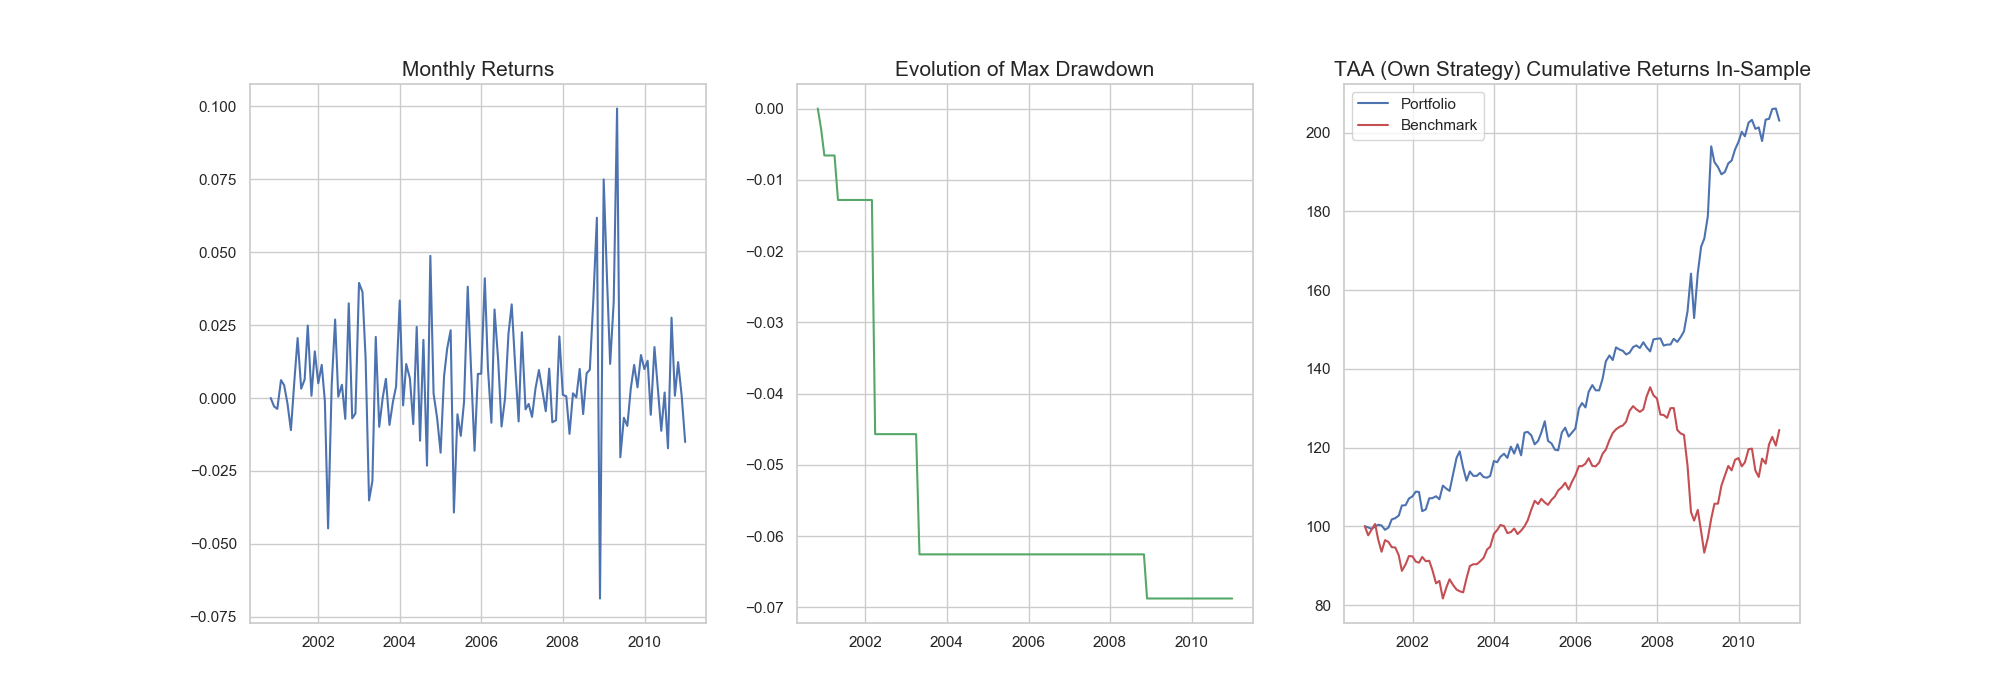 Monthly Returns
0.100
0.075
0.050
0.025
0.000
−0.025
−0.050
−0.075
2002 2004 2006 2008 2010
Evolution of Max Drawdown
0.00
−0.01
−0.02
−0.03
−0.04
−0.05
−0.06
−0.07
2002 2004 2006 2008 2010
TAA (Own Strategy) Cumulative Returns In-Sample
Portfolio
Benchmark
200
180
160
140
120
100
80
2002 2004 2006 2008 2010